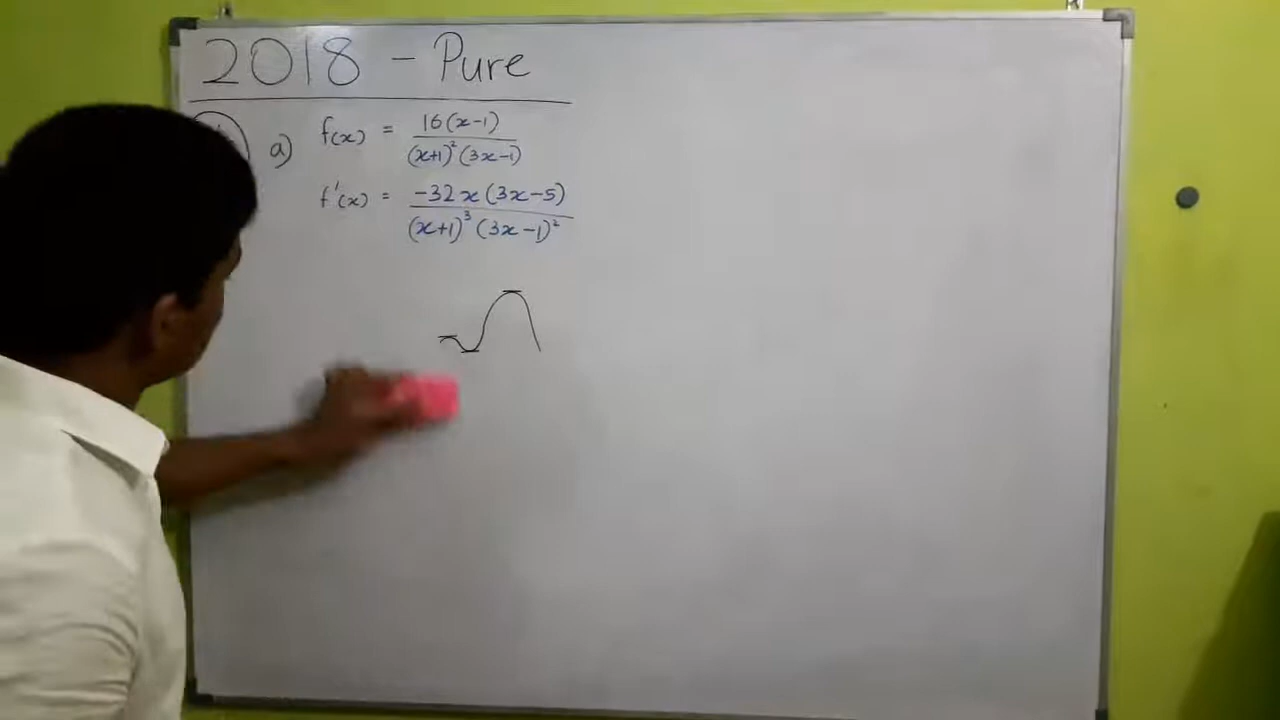 2018 - Pure
a) f(x) = 16(x-1) / (x+1)² (3x-1)
f'(x) = -32x(3x-5) / (x+1)³ (3x-1)²